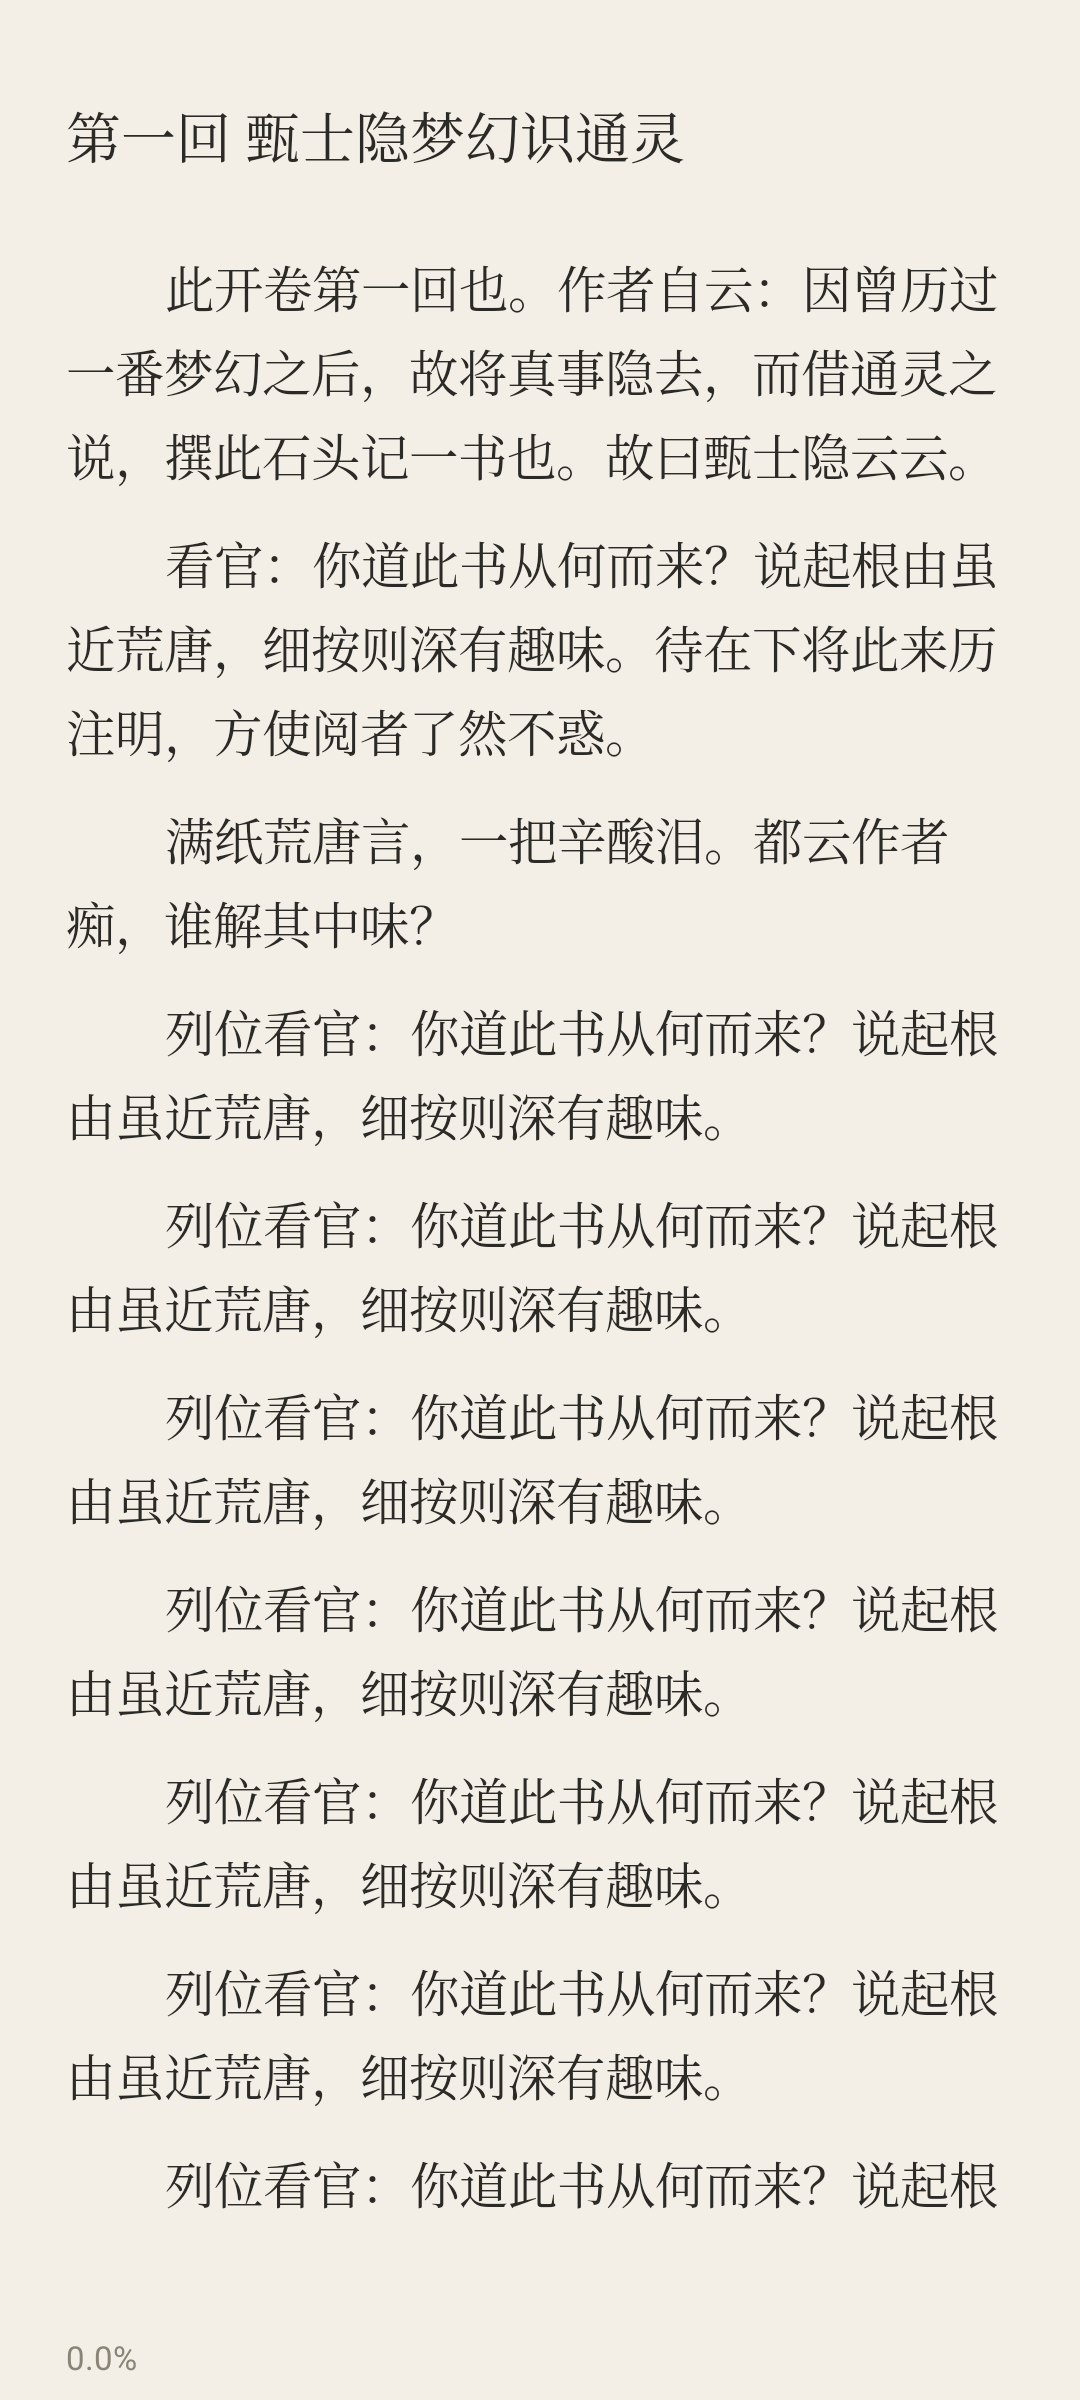 第一回 甄士隐梦幻识通灵
此开卷第一回也。作者自云：因曾历过
一番梦幻之后，故将真事隐去，而借通灵之
说，撰此石头记一书也。故曰甄士隐云云。
看官：你道此书从何而来？说起根由虽
近荒唐，细按则深有趣味。待在下将此来历
注明，方使阅者了然不惑。
满纸荒唐言，一把辛酸泪。都云作者
痴，谁解其中味？
列位看官：你道此书从何而来？说起根
由虽近荒唐，细按则深有趣味。
列位看官：你道此书从何而来？说起根
由虽近荒唐，细按则深有趣味。
列位看官：你道此书从何而来？说起根
由虽近荒唐，细按则深有趣味。
列位看官：你道此书从何而来？说起根
由虽近荒唐，细按则深有趣味。
列位看官：你道此书从何而来？说起根
由虽近荒唐，细按则深有趣味。
列位看官：你道此书从何而来？说起根
由虽近荒唐，细按则深有趣味。
列位看官：你道此书从何而来？说起根
0.0%